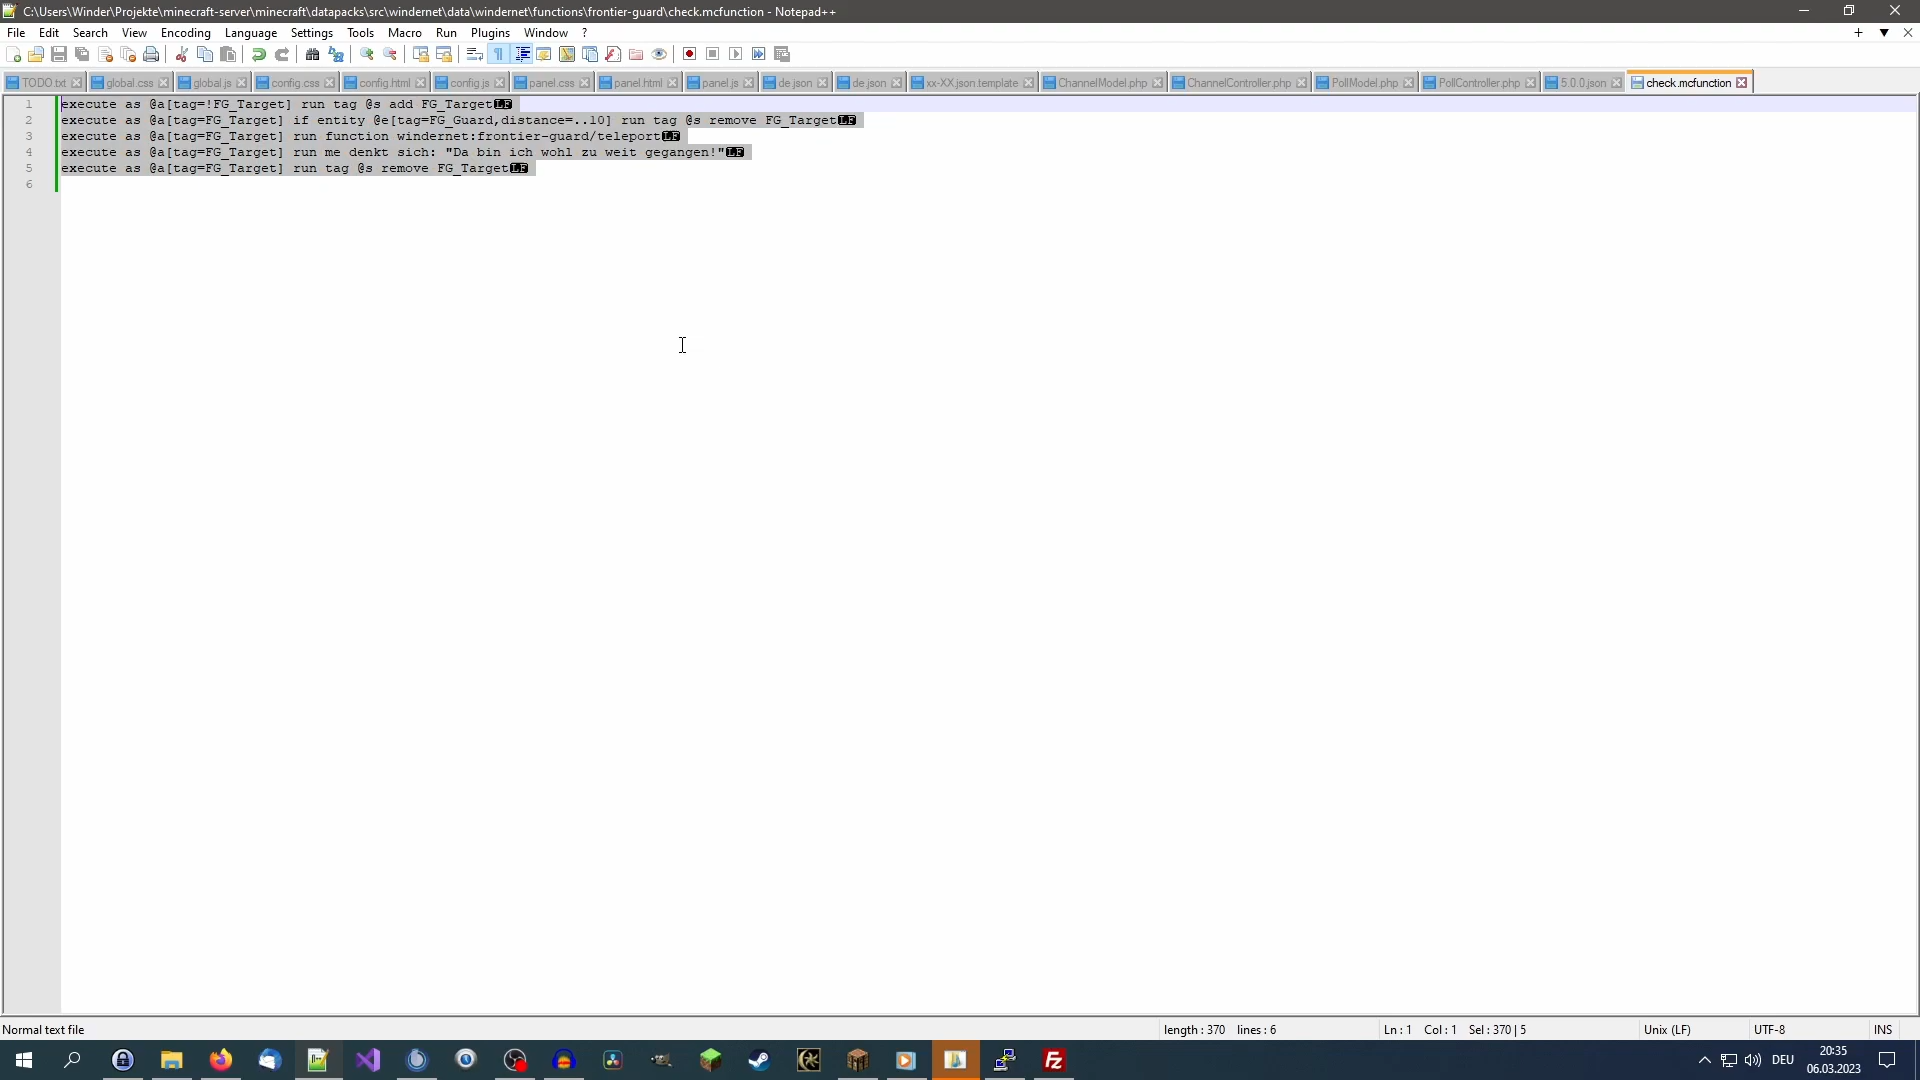 C:\Users\Winder\Projekte\minecraft-server\minecraft\datapacks\src\windernet\data\windernet\functions\frontier-guard\check.mcfunction - Notepad++
File Edit Search View Encoding Language Settings Tools Macro Run Plugins Window ?
TODO.txt global.css global.js config.css config.html config.js panel.css panel.html panel.js de.json de.json xx-XX.json.template ChannelModel.php ChannelController.php PollModel.php PollController.php 5.0.0.json check.mcfunction
1 execute as @a[tag=!FG_Target] run tag @s add FG_TargetLF
2 execute as @a[tag=FG_Target] if entity @e[tag=FG_Guard,distance=..10] run tag @s remove FG_TargetLF
3 execute as @a[tag=FG_Target] run function windernet:frontier-guard/teleportLF
4 execute as @a[tag=FG_Target] run me denkt sich: "Da bin ich wohl zu weit gegangen!"LF
5 execute as @a[tag=FG_Target] run tag @s remove FG_TargetLF
6
Normal text file length : 370 lines : 6 Ln : 1 Col : 1 Sel : 370 | 5 Unix (LF) UTF-8 INS
DEU 20:35
06.03.2023